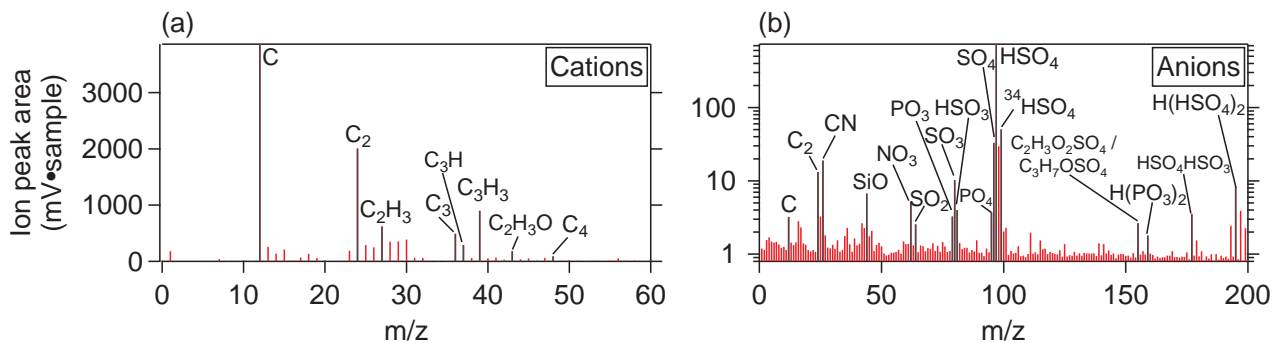 (a)
Ion peak area
(mV•sample)
3000
2000
1000
0
Cations
C
C2
C2H3
C3H
C3
C3H3
C2H3O
C4
0 10 20 30 40 50 60
m/z
(b)
100
10
1
Anions
C
C2
CN
SiO
NO3
SO2
PO3
SO3
HSO3
PO4
SO4
HSO4
34HSO4
C2H3O2SO4 /
C3H7OSO4
H(PO3)2
HSO4HSO3
H(HSO4)2
0 50 100 150 200
m/z